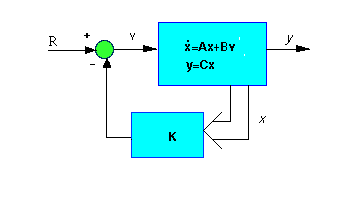 R
+
−
v
ẋ=Ax+Bv
y=Cx
y
x
K